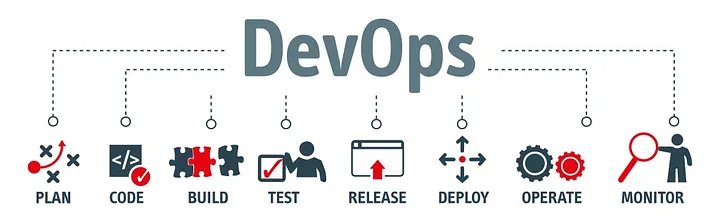 DevOps
</>
PLAN
CODE
BUILD
TEST
RELEASE
DEPLOY
OPERATE
MONITOR